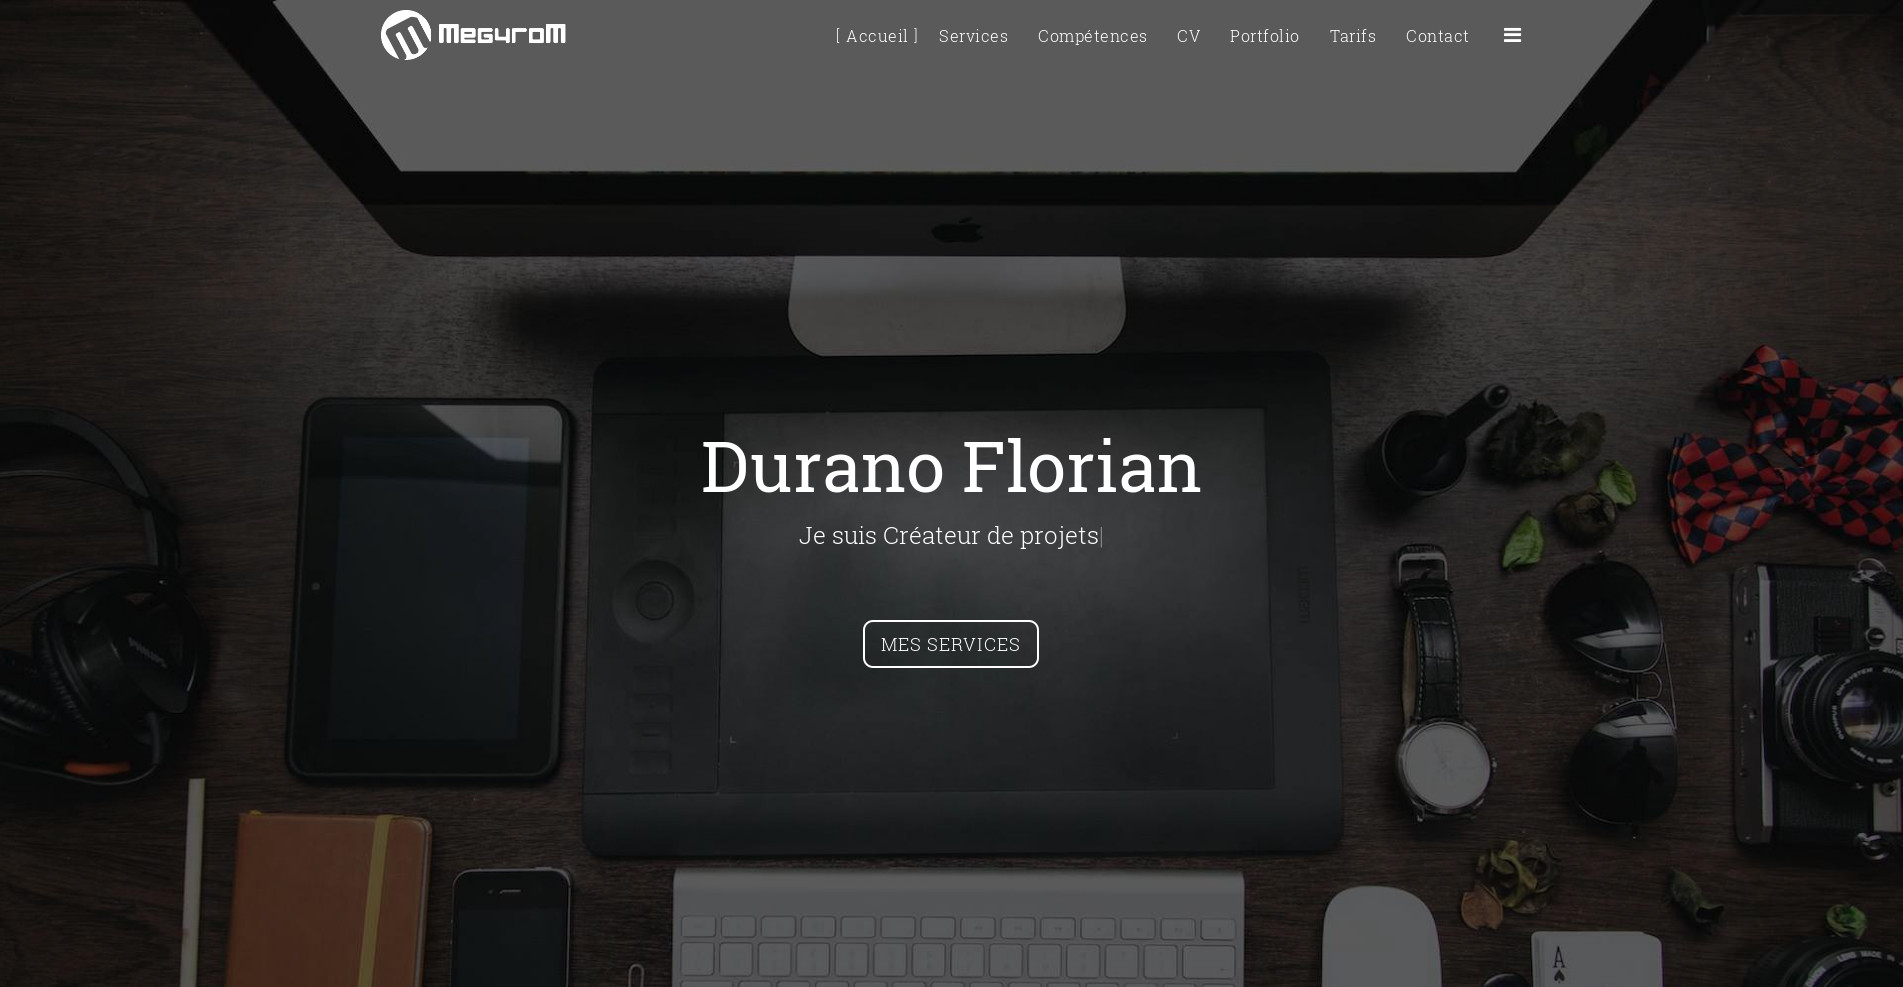 MEGYROM
[ Accueil ] Services Compétences CV Portfolio Tarifs Contact
Durano Florian
Je suis Créateur de projets|
MES SERVICES
A